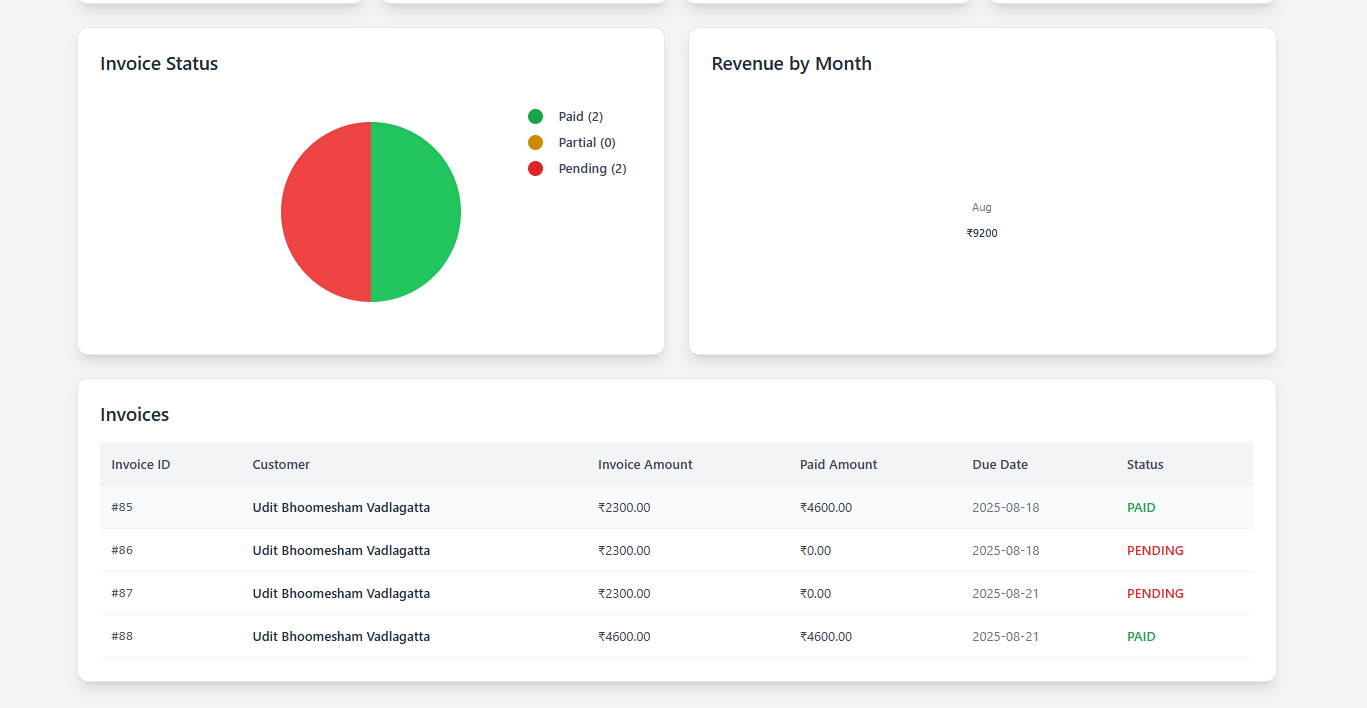 Invoice Status
Paid (2)
Partial (0)
Pending (2)
Revenue by Month
Aug
₹9200
Invoices
Invoice ID Customer Invoice Amount Paid Amount Due Date Status
#85 Udit Bhoomesham Vadlagatta ₹2300.00 ₹4600.00 2025-08-18 PAID
#86 Udit Bhoomesham Vadlagatta ₹2300.00 ₹0.00 2025-08-18 PENDING
#87 Udit Bhoomesham Vadlagatta ₹2300.00 ₹0.00 2025-08-21 PENDING
#88 Udit Bhoomesham Vadlagatta ₹4600.00 ₹4600.00 2025-08-21 PAID